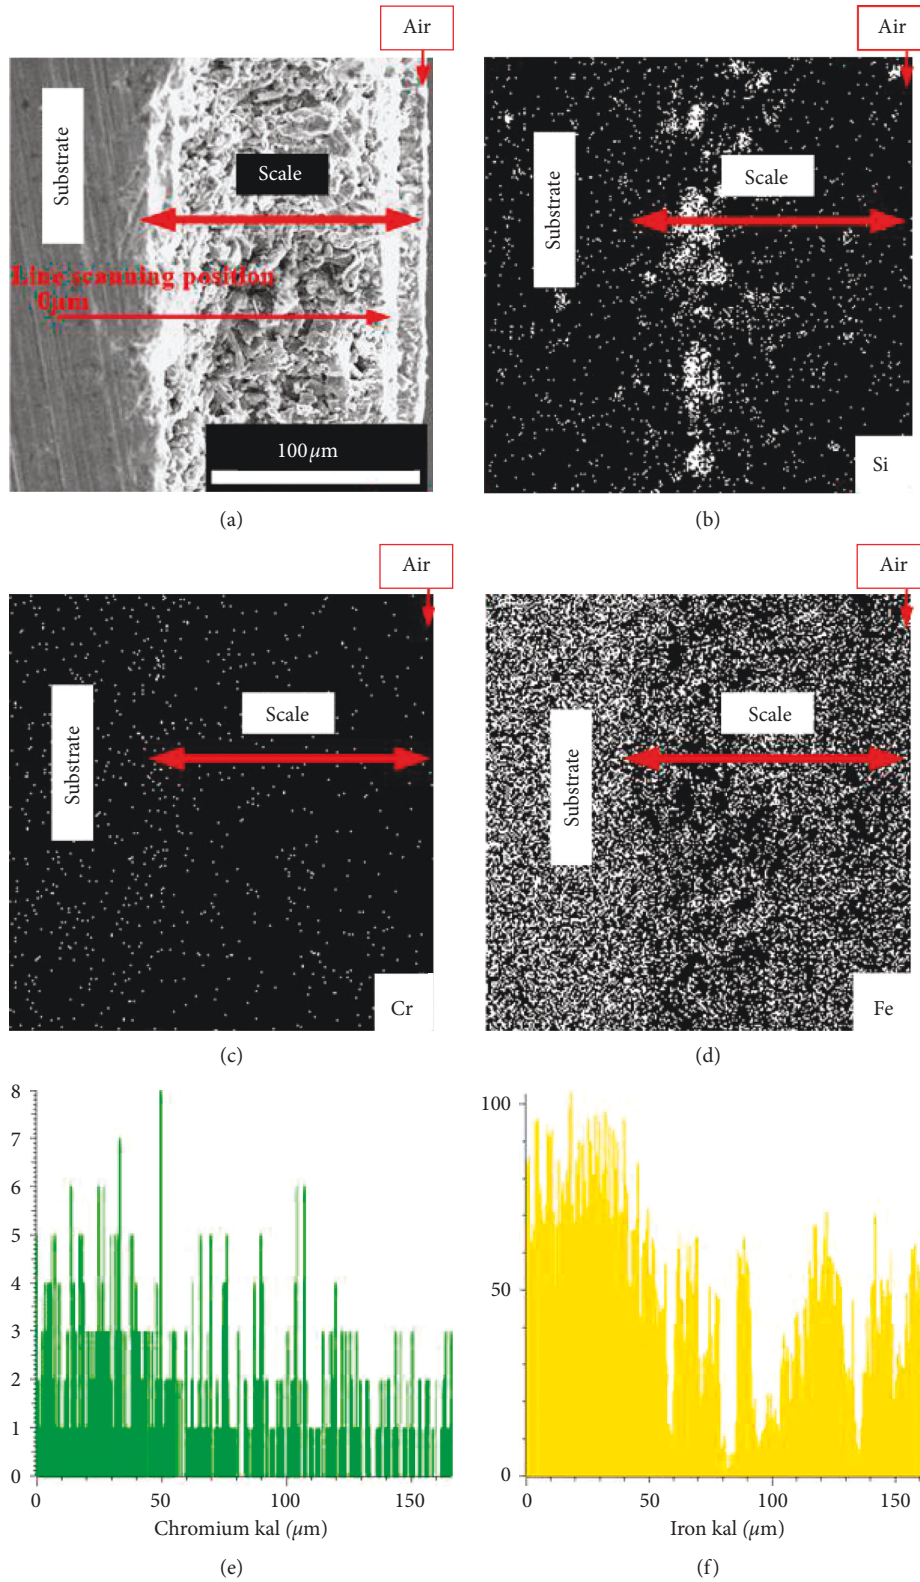 Air
Air
Substrate
Scale
Line scanning position
0µm
100 µm
(a)
Substrate
Scale
Si
(b)
Air
Air
Substrate
Scale
Cr
(c)
Substrate
Scale
Fe
(d)
8
7
6
5
4
3
2
1
0
0 50 100 150
Chromium kal (µm)
(e)
100
50
0
0 50 100 150
Iron kal (µm)
(f)